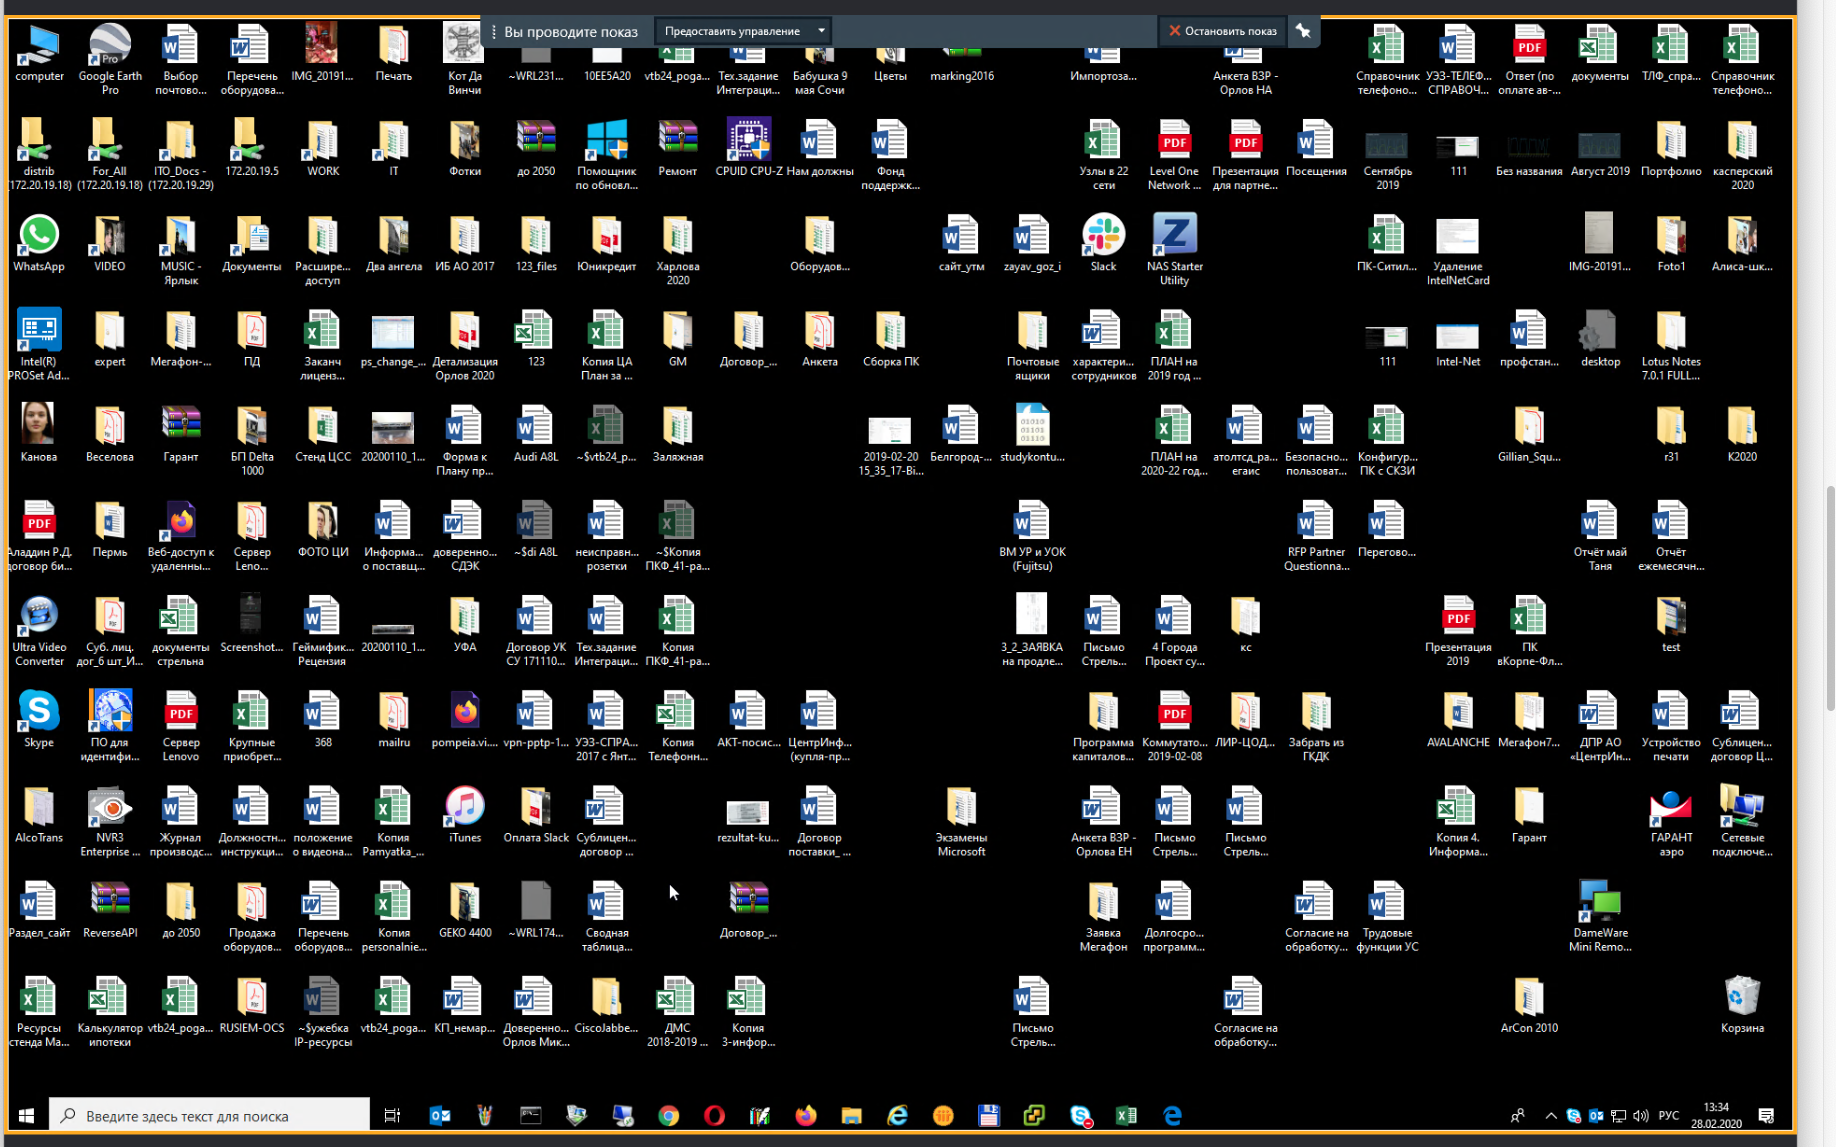 Вы проводите показ
Предоставить управление
Остановить показ
computer
Google Earth
Pro
Выбор
почтово...
Перечень
оборудова...
IMG_20191...
Печать
Кот Да
Винчи
~WRL231...
10EE5A20
vtb24_poga...
Тех.задание
Интеграци...
Бабушка 9
мая Сочи
Цветы
marking2016
Импортоза...
Анкета ВЗР -
Орлов НА
Справочник
телефоно...
УЭЗ-ТЕЛЕФ...
СПРАВОЧ...
Ответ (по
оплате ав-...
документы
ТЛФ_спра...
Справочник
телефоно...
distrib
(172.20.19.18)
For_All
(172.20.19.18)
ITO_Docs -
(172.20.19.29)
172.20.19.5
WORK
IT
Фотки
до 2050
Помощник
по обновл...
Ремонт
CPUID CPU-Z
Нам должны
Фонд
поддержк...
Узлы в 22
сети
Level One
Network ...
Презентация
для партне...
Посещения
Сентябрь
2019
111
Без названия
Август 2019
Портфолио
касперский
2020
WhatsApp
VIDEO
MUSIC -
Ярлык
Документы
Расшире...
доступ
Два ангела
ИБ АО 2017
123_files
Юникредит
Харлова
2020
Оборудов...
сайт_утм
zayav_goz_i
Slack
NAS Starter
Utility
ПК-Ситил...
Удаление
IntelNetCard
IMG-20191...
Foto1
Алиса-шк...
Intel(R)
PROSet Ad...
expert
Мегафон-...
ПД
Заканч
лиценз...
ps_change_...
Детализация
Орлов 2020
123
Копия ЦА
План за ...
GM
Договор_...
Анкета
Сборка ПК
Почтовые
ящики
характери...
сотрудников
ПЛАН на
2019 год ...
111
Intel-Net
профстан...
desktop
Lotus Notes
7.0.1 FULL...
Канова
Веселова
Гарант
БП Delta
1000
Стенд ЦСС
20200110_1...
Форма к
Плану пр...
Audi A8L
~$vtb24_p...
Заляжная
2019-02-20
15_35_17-Bi...
Белгород-...
studykontu...
ПЛАН на
2020-22 год...
атолтсд_ра...
егаис
Безопасно...
пользоват...
Конфигур...
ПК с СКЗИ
Gillian_Squ...
r31
K2020
Аладдин Р.Д.
договор би...
Пермь
Веб-доступ к
удаленны...
Сервер
Leno...
ФОТО ЦИ
Информа...
о поставщ...
доверенно...
СДЭК
~$di A8L
неисправн...
розетки
~$Копия
ПКФ_41-ра...
ВМ УР и УОК
(Fujitsu)
RFP Partner
Questionna...
Перегово...
Отчёт май
Таня
Отчёт
ежемесячн...
Ultra Video
Converter
Суб. лиц.
дог_6 шт_И...
документы
стрельна
Screenshot...
Геймифик...
Рецензия
20200110_1...
УФА
Договор УК
СУ 171110...
Тех.задание
Интеграци...
Копия
ПКФ_41-ра...
3_2_ЗАЯВКА
на продле...
Письмо
Стрель...
4 Города
Проект су...
кс
Презентация
2019
ПК
вКорпе-Фл...
test
Skype
ПО для
идентифи...
Сервер
Lenovo
Крупные
приобрет...
368
mailru
pompeia.vi...
vpn-pptp-1...
УЭЗ-СПРА...
2017 с Янт...
Копия
Телефонн...
АКТ-посис...
ЦентрИнф...
(купля-пр...
Программа
капиталов...
Коммутато...
2019-02-08
ЛИР-ЦОД...
Забрать из
ГКДК
AVALANCHE
Мегафон7...
ДПР АО
«ЦентрИн...
Устройство
печати
Сублицен...
договор Ц...
AlcoTrans
NVR3
Enterprise ...
Журнал
производс...
Должностн...
инструкци...
положение
о видеона...
Копия
Pamyatka_...
iTunes
Оплата Slack
Сублицен...
договор ...
rezultat-ku...
Договор
поставки_ ...
Экзамены
Microsoft
Анкета ВЗР -
Орлова ЕН
Письмо
Стрель...
Письмо
Стрель...
Копия 4.
Информа...
Гарант
ГАРАНТ
аэро
Сетевые
подключе...
Раздел_сайт
ReverseAPI
до 2050
Продажа
оборудов...
Перечень
оборудов...
Копия
personalnie...
GEKO 4400
~WRL174...
Сводная
таблица...
Договор_...
Заявка
Мегафон
Долгосро...
программ...
Согласие на
обработку...
Трудовые
функции УС
DameWare
Mini Remo...
Ресурсы
стенда Ма...
Калькулятор
ипотеки
vtb24_poga...
RUSIEM-OCS
~$ужебка
IP-ресурсы
vtb24_poga...
КП_немар...
Доверенно...
Орлов Мик...
CiscoJabbe...
ДМС
2018-2019 ...
Копия
3-инфор...
Письмо
Стрель...
Согласие на
обработку...
ArCon 2010
Корзина
Введите здесь текст для поиска
РУС
13:34
28.02.2020